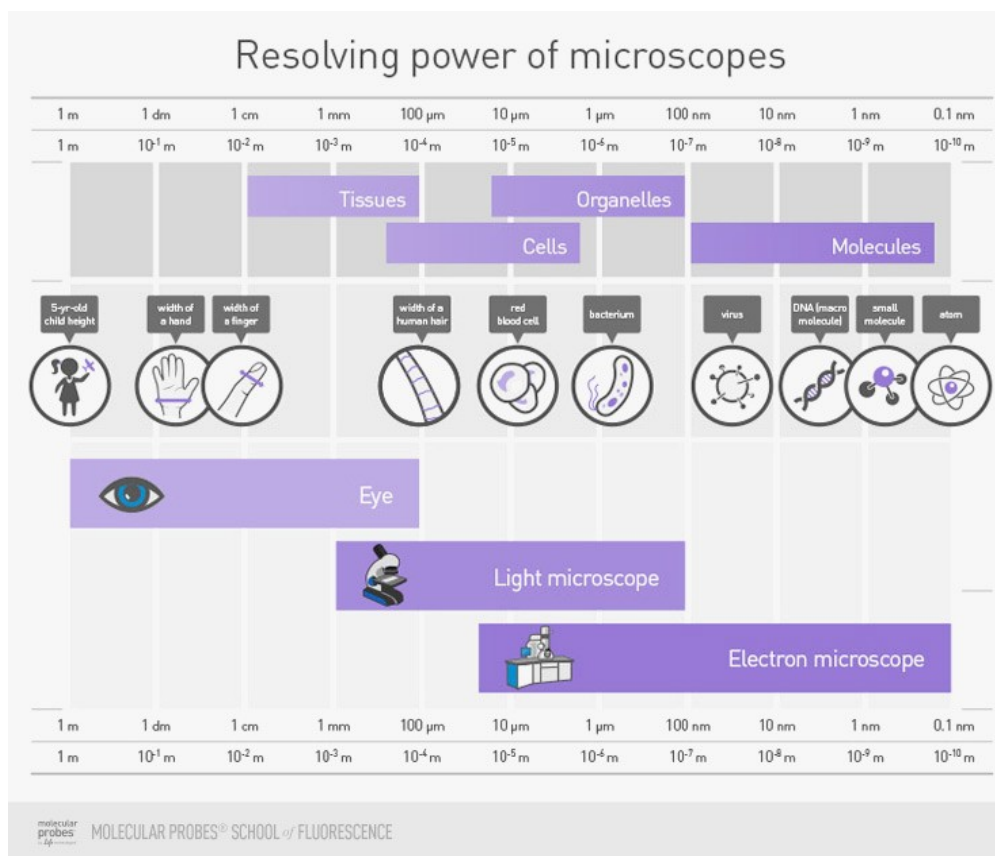 Resolving power of microscopes
1 m 1 dm 1 cm 1 mm 100 µm 10 µm 1 µm 100 nm 10 nm 1 nm 0.1 nm
1 m 10⁻¹ m 10⁻² m 10⁻³ m 10⁻⁴ m 10⁻⁵ m 10⁻⁶ m 10⁻⁷ m 10⁻⁸ m 10⁻⁹ m 10⁻¹⁰ m
Tissues Organelles
Cells Molecules
5-yr-old
child height
width of
a hand
width of
a finger
width of a
human hair
red
blood cell
bacterium
virus
DNA (macro
molecule)
small
molecule
atom
Eye
Light microscope
Electron microscope
1 m 1 dm 1 cm 1 mm 100 µm 10 µm 1 µm 100 nm 10 nm 1 nm 0.1 nm
1 m 10⁻¹ m 10⁻² m 10⁻³ m 10⁻⁴ m 10⁻⁵ m 10⁻⁶ m 10⁻⁷ m 10⁻⁸ m 10⁻⁹ m 10⁻¹⁰ m
molecular
probes
MOLECULAR PROBES® SCHOOL of FLUORESCENCE